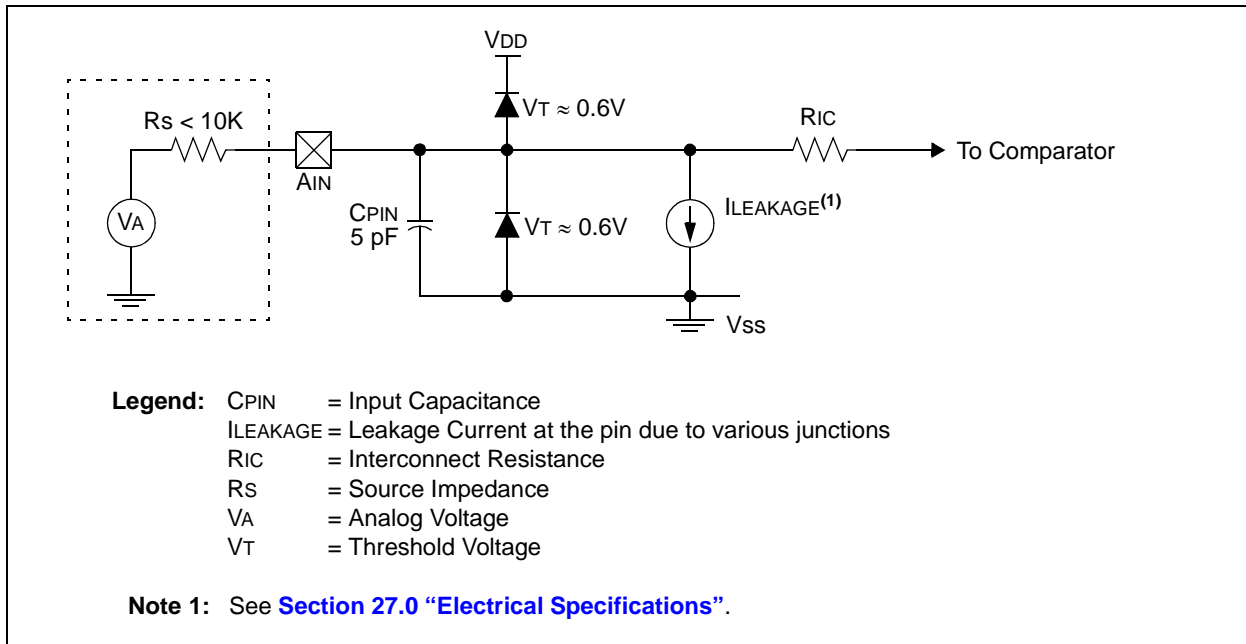 VDD
VT ≈ 0.6V
Rs < 10K
RIC
To Comparator
AIN
ILEAKAGE(1)
CPIN
5 pF
VA
VT ≈ 0.6V
Vss
Legend: CPIN = Input Capacitance
ILEAKAGE = Leakage Current at the pin due to various junctions
RIC = Interconnect Resistance
RS = Source Impedance
VA = Analog Voltage
VT = Threshold Voltage
Note 1: See Section 27.0 “Electrical Specifications”.